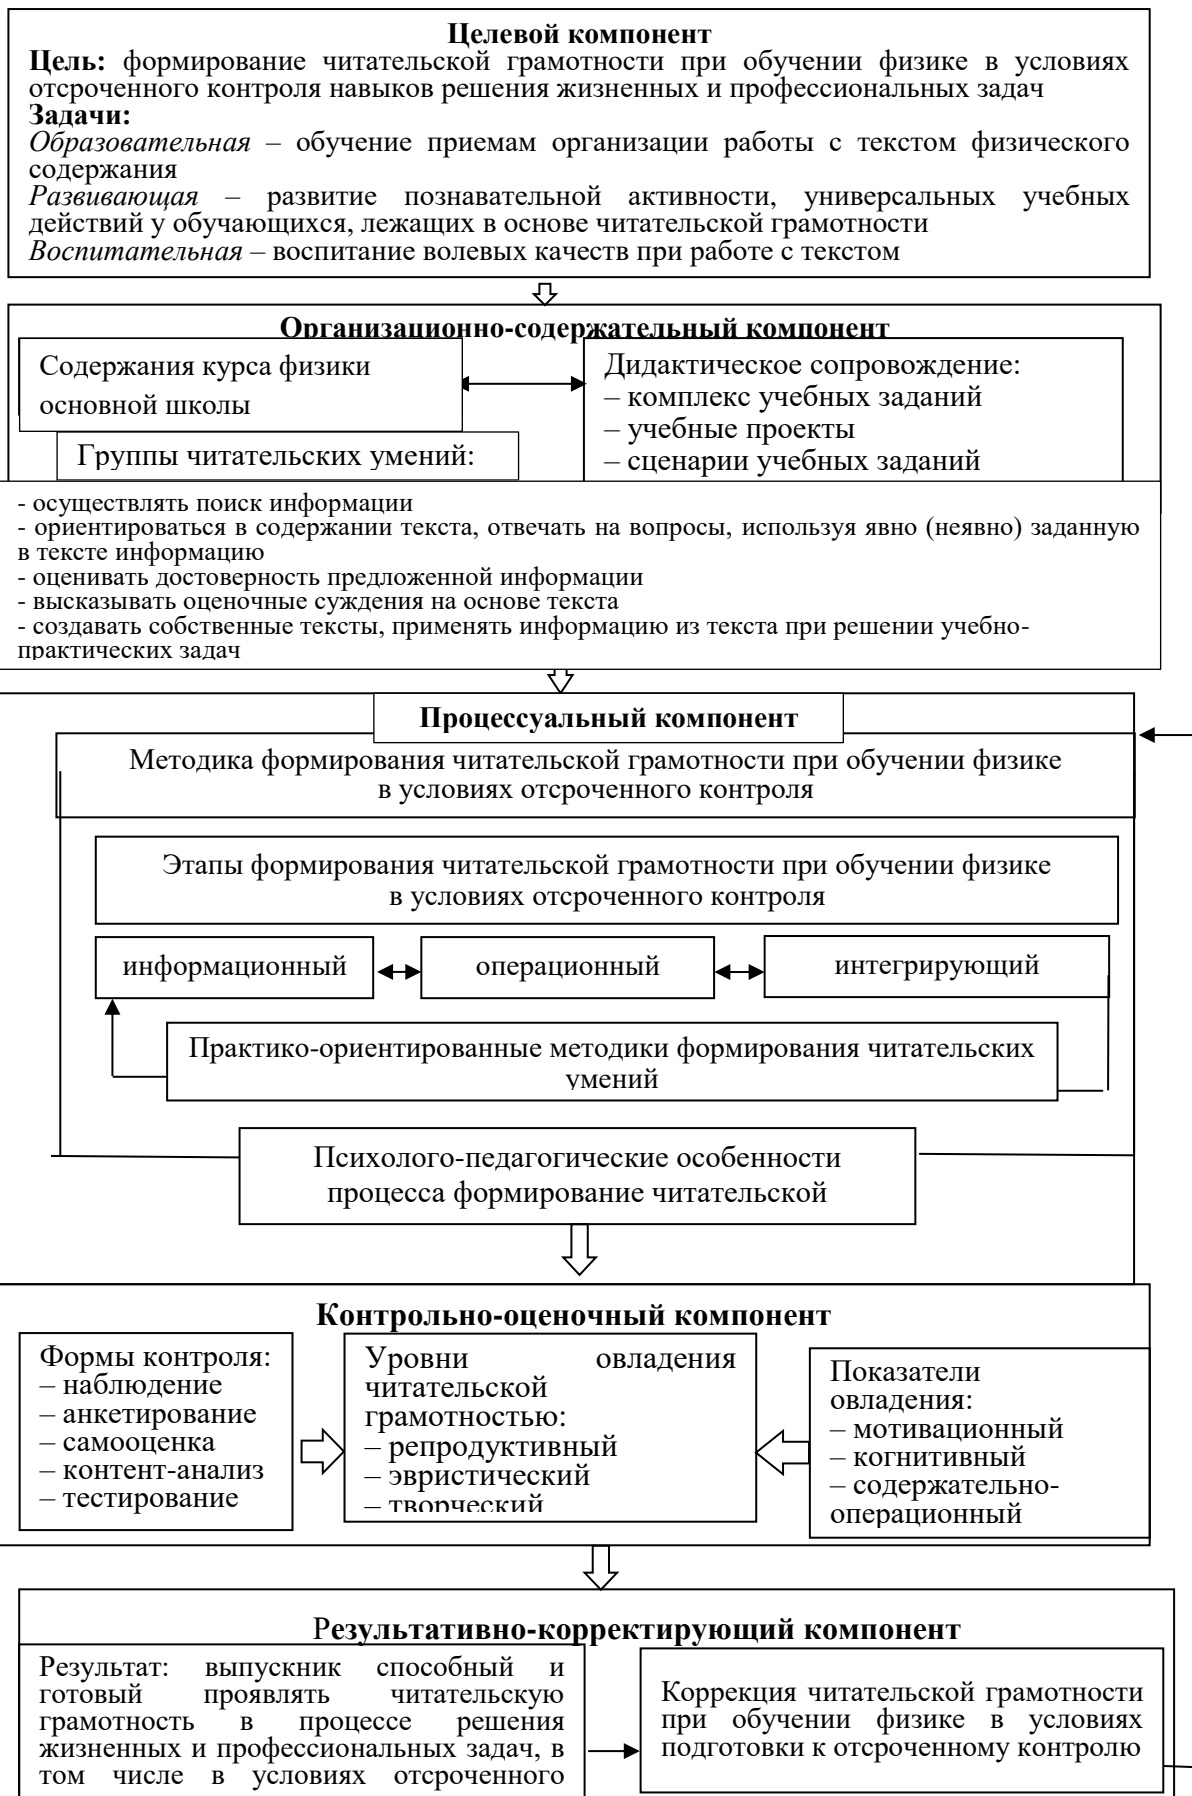 Целевой компонент
Цель: формирование читательской грамотности при обучении физике в условиях
отсроченного контроля навыков решения жизненных и профессиональных задач
Задачи:
Образовательная – обучение приемам организации работы с текстом физического
содержания
Развивающая – развитие познавательной активности, универсальных учебных
действий у обучающихся, лежащих в основе читательской грамотности
Воспитательная – воспитание волевых качеств при работе с текстом
Организационно-содержательный компонент
Содержания курса физики
основной школы
Дидактическое сопровождение:
– комплекс учебных заданий
– учебные проекты
– сценарии учебных заданий
Группы читательских умений:
- осуществлять поиск информации
- ориентироваться в содержании текста, отвечать на вопросы, используя явно (неявно) заданную
в тексте информацию
- оценивать достоверность предложенной информации
- высказывать оценочные суждения на основе текста
- создавать собственные тексты, применять информацию из текста при решении учебно-
практических задач
Процессуальный компонент
Методика формирования читательской грамотности при обучении физике
в условиях отсроченного контроля
Этапы формирования читательской грамотности при обучении физике
в условиях отсроченного контроля
информационный
операционный
интегрирующий
Практико-ориентированные методики формирования читательских
умений
Психолого-педагогические особенности
процесса формирование читательской
Контрольно-оценочный компонент
Формы контроля:
– наблюдение
– анкетирование
– самооценка
– контент-анализ
– тестирование
Уровни овладения
читательской
грамотностью:
– репродуктивный
– эвристический
– творческий
Показатели
овладения:
– мотивационный
– когнитивный
– содержательно-
операционный
Результативно-корректирующий компонент
Результат: выпускник способный и
готовый проявлять читательскую
грамотность в процессе решения
жизненных и профессиональных задач, в
том числе в условиях отсроченного
Коррекция читательской грамотности
при обучении физике в условиях
подготовки к отсроченному контролю